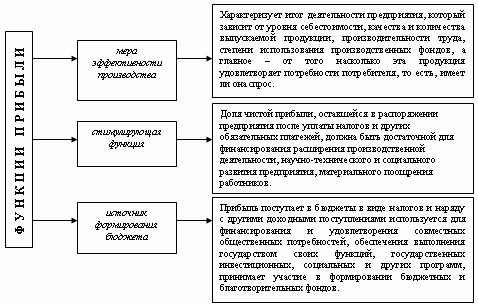 ФУНКЦИИ ПРИБЫЛИ
мера
эффективности
производства
Характеризует итог деятельности предприятия, который
зависит от уровня себестоимости, качества и количества
выпускаемой продукции, производительности труда,
степени использования производственных фондов, а
главное – от того насколько эта продукция
удовлетворяет потребности потребителя, то есть, имеет
ли она спрос.
стимулирующая
функция
Доля чистой прибыли, оставшейся в распоряжении
предприятия после уплаты налогов и других
обязательных платежей, должна быть достаточной для
финансирования расширения производственной
деятельности, научно-технического и социального
развития предприятия, материального поощрения
работников.
источник
формирования
бюджета
Прибыль поступает в бюджеты в виде налогов и наряду
с другими доходными поступлениями используется для
финансирования и удовлетворения совместных
общественных потребностей, обеспечения выполнения
государством своих функций, государственных
инвестиционных, социальных и других программ,
принимает участие в формировании бюджетных и
благотворительных фондов.